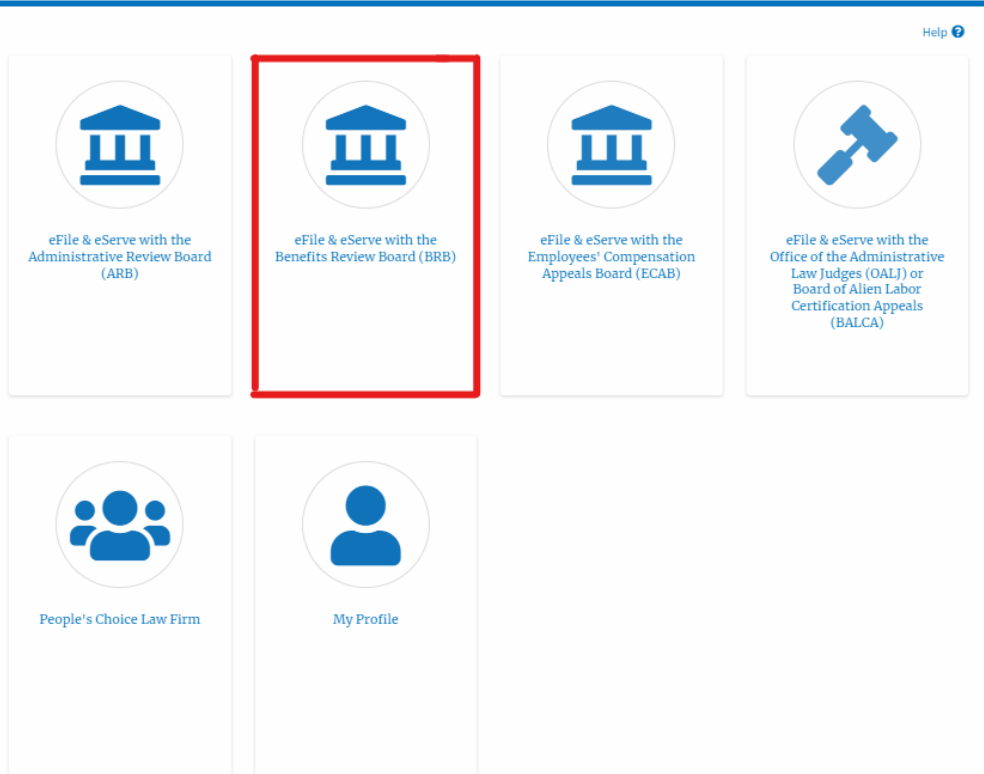 Help
eFile & eServe with the
Administrative Review Board
(ARB)
eFile & eServe with the
Benefits Review Board (BRB)
eFile & eServe with the
Employees' Compensation
Appeals Board (ECAB)
eFile & eServe with the
Office of the Administrative
Law Judges (OALJ) or
Board of Alien Labor
Certification Appeals
(BALCA)
People's Choice Law Firm
My Profile